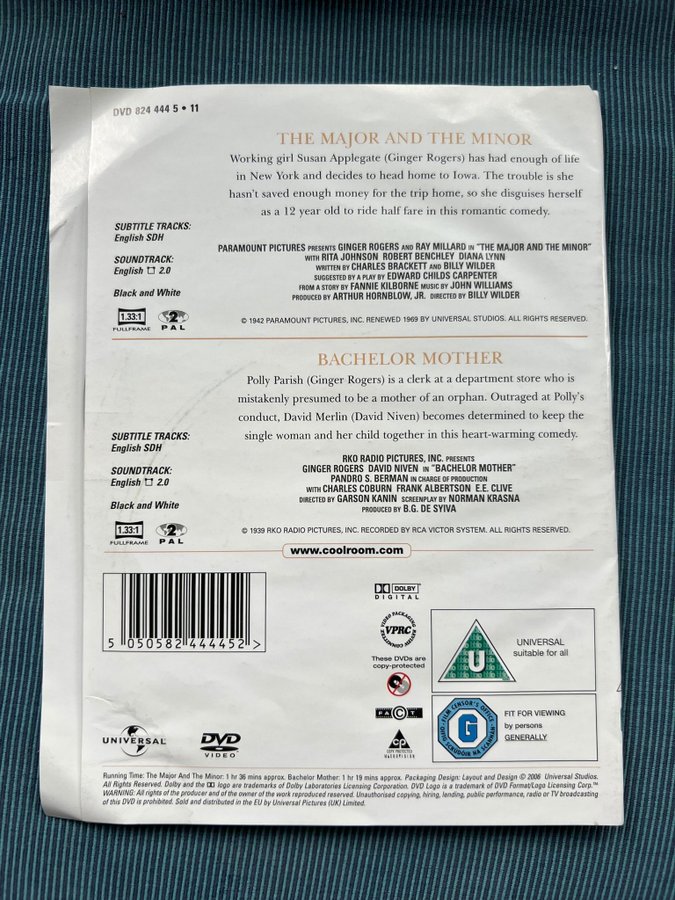 DVD 824 444 5 • 11
THE MAJOR AND THE MINOR
Working girl Susan Applegate (Ginger Rogers) has had enough of life
in New York and decides to head home to Iowa. The trouble is she
hasn't saved enough money for the trip home, so she disguises herself
as a 12 year old to ride half fare in this romantic comedy.
SUBTITLE TRACKS:
English SDH
SOUNDTRACK:
English 2.0
Black and White
1.33:1
FULLFRAME
2
PAL
PARAMOUNT PICTURES PRESENTS GINGER ROGERS AND RAY MILLARD IN "THE MAJOR AND THE MINOR"
WITH RITA JOHNSON ROBERT BENCHLEY DIANA LYNN
WRITTEN BY CHARLES BRACKETT AND BILLY WILDER
SUGGESTED BY A PLAY BY EDWARD CHILDS CARPENTER
FROM A STORY BY FANNIE KILBORNE MUSIC BY JOHN WILLIAMS
PRODUCED BY ARTHUR HORNBLOW, JR. DIRECTED BY BILLY WILDER
© 1942 PARAMOUNT PICTURES, INC. RENEWED 1969 BY UNIVERSAL STUDIOS. ALL RIGHTS RESERVED.
BACHELOR MOTHER
Polly Parish (Ginger Rogers) is a clerk at a department store who is
mistakenly presumed to be a mother of an orphan. Outraged at Polly's
conduct, David Merlin (David Niven) becomes determined to keep the
single woman and her child together in this heart-warming comedy.
SUBTITLE TRACKS:
English SDH
SOUNDTRACK:
English 2.0
Black and White
1.33:1
FULLFRAME
2
PAL
RKO RADIO PICTURES, INC. PRESENTS
GINGER ROGERS DAVID NIVEN IN "BACHELOR MOTHER"
PANDRO S. BERMAN IN CHARGE OF PRODUCTION
WITH CHARLES COBURN FRANK ALBERTSON E.E. CLIVE
DIRECTED BY GARSON KANIN SCREENPLAY BY NORMAN KRASNA
PRODUCED BY B.G. DE SYIVA
© 1939 RKO RADIO PICTURES, INC. RECORDED BY RCA VICTOR SYSTEM. ALL RIGHTS RESERVED.
www.coolroom.com
5 050582 444452 >
DOLBY
DIGITAL
VIDEO PACKAGING REVIEW COMMITTEE
VPRC
These DVDs are
copy-protected
FACT
CP
COPY PROTECTED
MACROVISION
U
UNIVERSAL
suitable for all
FILM CENSOR'S OFFICE
OIFIG SCRÚDÓIR NA SCANNÁN
G
FIT FOR VIEWING
by persons
GENERALLY
UNIVERSAL
DVD
VIDEO
Running Time: The Major And The Minor: 1 hr 36 mins approx. Bachelor Mother: 1 hr 19 mins approx. Packaging Design: Layout and Design © 2006 Universal Studios.
All Rights Reserved. Dolby and the logo are trademarks of Dolby Laboratories Licensing Corporation. DVD Logo is a trademark of DVD Format/Logo Licensing Corp.™
WARNING: All rights of the producer and of the owner of the work reproduced reserved. Unauthorised copying, hiring, lending, public performance, radio or TV broadcasting
of this DVD is prohibited. Sold and distributed in the EU by Universal Pictures (UK) Limited.